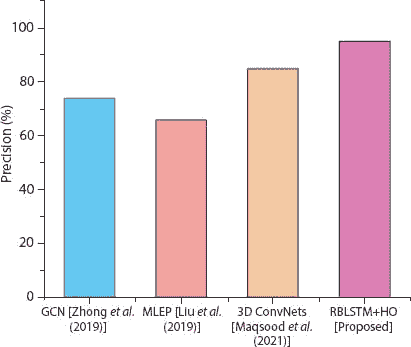 Precision (%)
100
80
60
40
20
0
GCN [Zhong et al.
(2019)]
MLEP [Liu et al.
(2019)]
3D ConvNets
[Maqsood et al.
(2021)]
RBLSTM+HO
[Proposed]